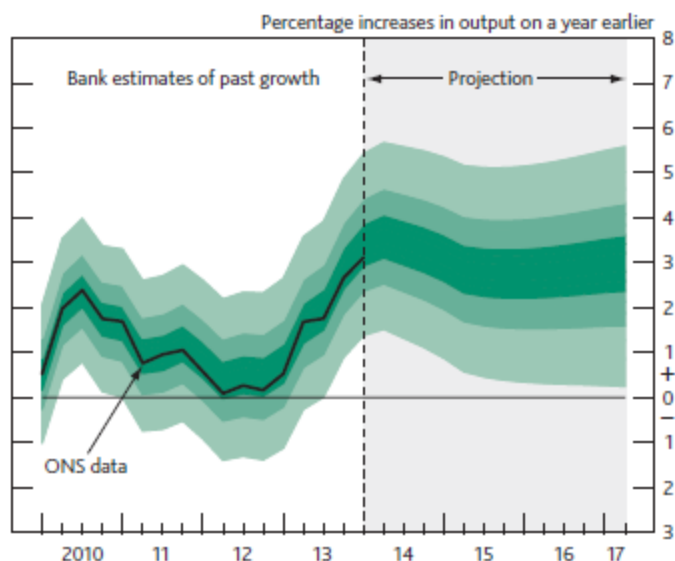 Percentage increases in output on a year earlier
Bank estimates of past growth
Projection
ONS data
8
7
6
5
4
3
2
1
+
0
–
1
2
3
2010 11 12 13 14 15 16 17